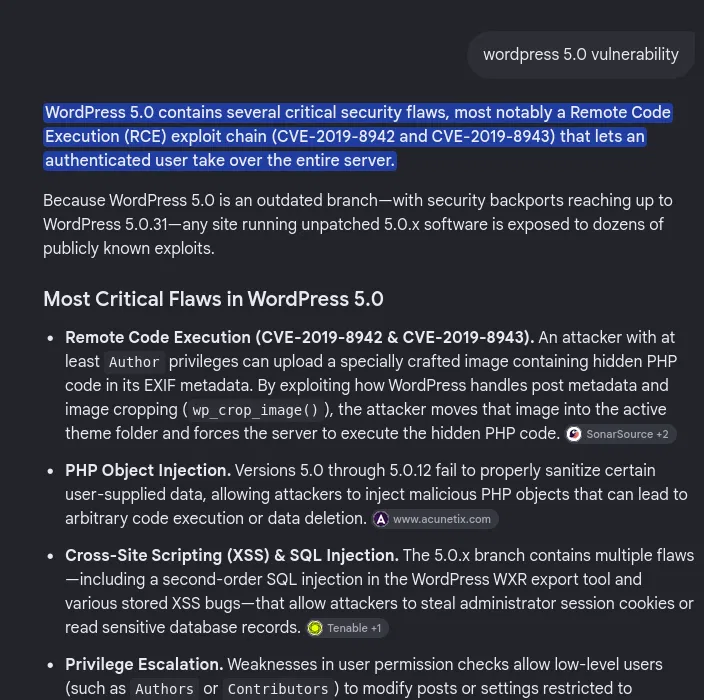 wordpress 5.0 vulnerability
WordPress 5.0 contains several critical security flaws, most notably a Remote Code
Execution (RCE) exploit chain (CVE-2019-8942 and CVE-2019-8943) that lets an
authenticated user take over the entire server.
Because WordPress 5.0 is an outdated branch—with security backports reaching up to
WordPress 5.0.31—any site running unpatched 5.0.x software is exposed to dozens of
publicly known exploits.
Most Critical Flaws in WordPress 5.0
• Remote Code Execution (CVE-2019-8942 & CVE-2019-8943). An attacker with at
least Author privileges can upload a specially crafted image containing hidden PHP
code in its EXIF metadata. By exploiting how WordPress handles post metadata and
image cropping ( wp_crop_image() ), the attacker moves that image into the active
theme folder and forces the server to execute the hidden PHP code. SonarSource +2
• PHP Object Injection. Versions 5.0 through 5.0.12 fail to properly sanitize certain
user-supplied data, allowing attackers to inject malicious PHP objects that can lead to
arbitrary code execution or data deletion. A www.acunetix.com
• Cross-Site Scripting (XSS) & SQL Injection. The 5.0.x branch contains multiple flaws
—including a second-order SQL injection in the WordPress WXR export tool and
various stored XSS bugs—that allow attackers to steal administrator session cookies or
read sensitive database records. Tenable +1
• Privilege Escalation. Weaknesses in user permission checks allow low-level users
(such as Authors or Contributors ) to modify posts or settings restricted to